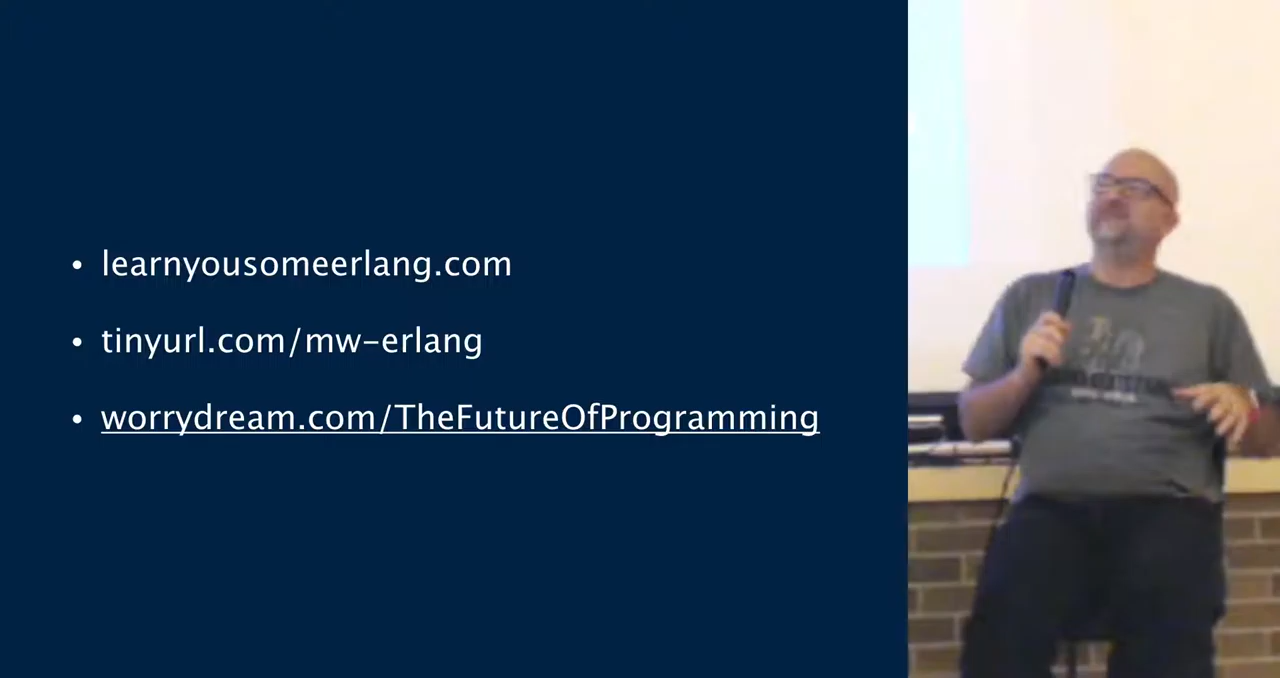 • learnyousomeerlang.com
• tinyurl.com/mw-erlang
• worrydream.com/TheFutureOfProgramming